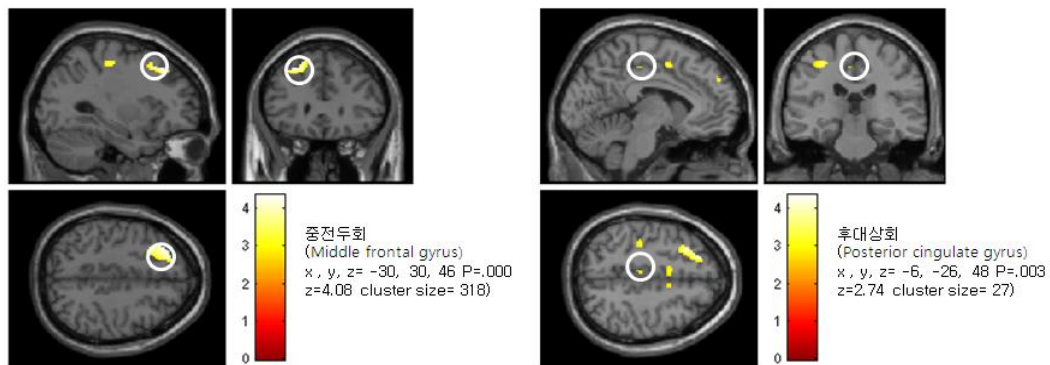 4
3
2
1
0
중전두회
(Middle frontal gyrus)
x , y, z= -30, 30, 46 P=.000
z=4.08 cluster size= 318)
4
3
2
1
0
후대상회
(Posterior cingulate gyrus)
x , y, z= -6, -26, 48 P=.003
z=2.74 cluster size= 27)